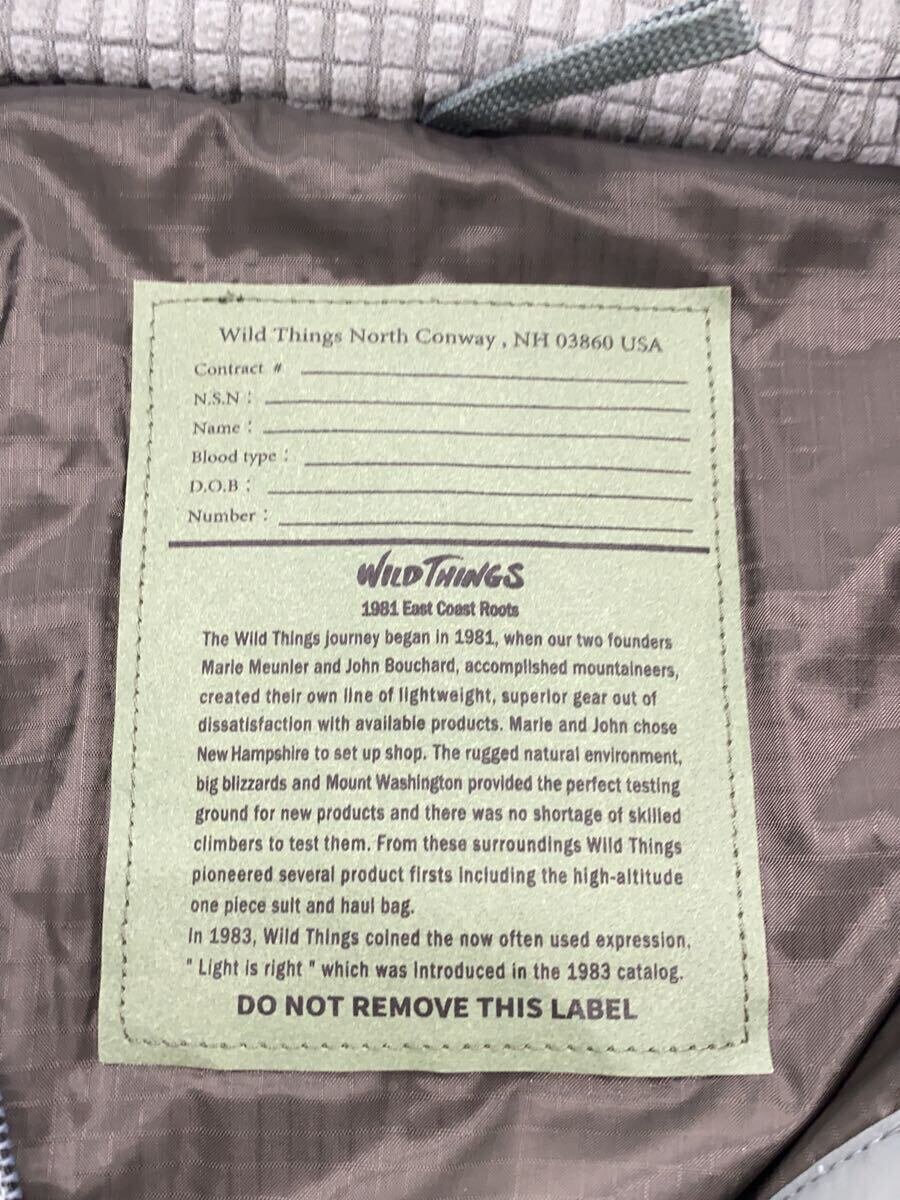 Wild Things North Conway , NH 03860 USA
Contract #
N.S.N :
Name :
Blood type :
D.O.B :
Number :
WILD THINGS
1981 East Coast Roots
The Wild Things journey began in 1981, when our two founders
Marie Meunier and John Bouchard, accomplished mountaineers,
created their own line of lightweight, superior gear out of
dissatisfaction with available products. Marie and John chose
New Hampshire to set up shop. The rugged natural environment,
big blizzards and Mount Washington provided the perfect testing
ground for new products and there was no shortage of skilled
climbers to test them. From these surroundings Wild Things
pioneered several product firsts including the high-altitude
one piece suit and haul bag.
In 1983, Wild Things coined the now often used expression,
" Light is right " which was introduced in the 1983 catalog.
DO NOT REMOVE THIS LABEL